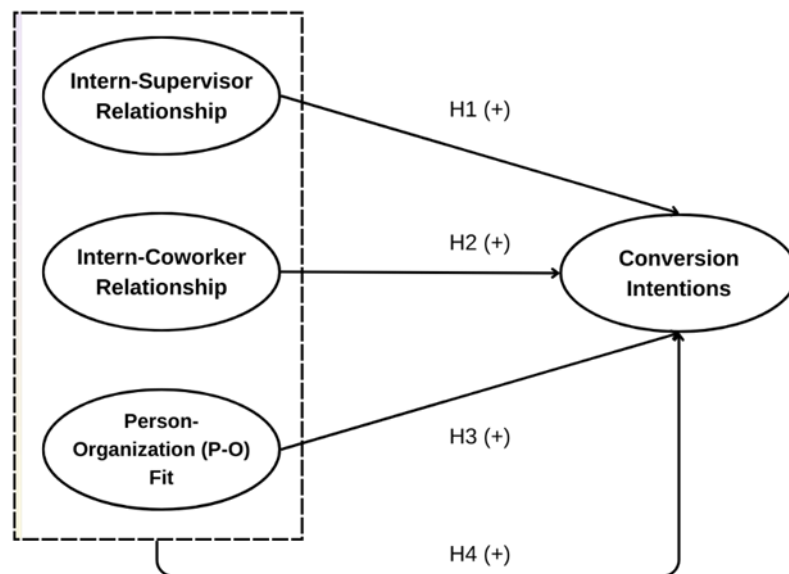 Intern-Supervisor
Relationship
H1 (+)
Intern-Coworker
Relationship
H2 (+)
Conversion
Intentions
Person-
Organization (P-O)
Fit
H3 (+)
H4 (+)